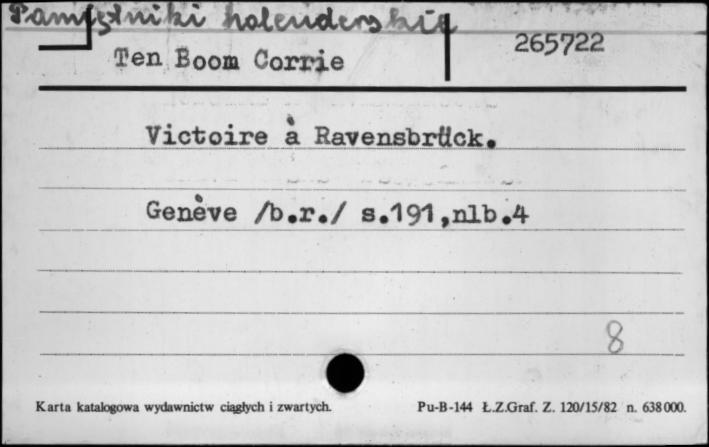 Pamiętniki holenderskie
265722
Ten Boom Corrie
Victoire à Ravensbrück.
Genève /b.r./ s.191,nlb.4
8
Karta katalogowa wydawnictw ciągłych i zwartych. Pu-B-144 Ł.Z.Graf. Z. 120/15/82 n. 638000.